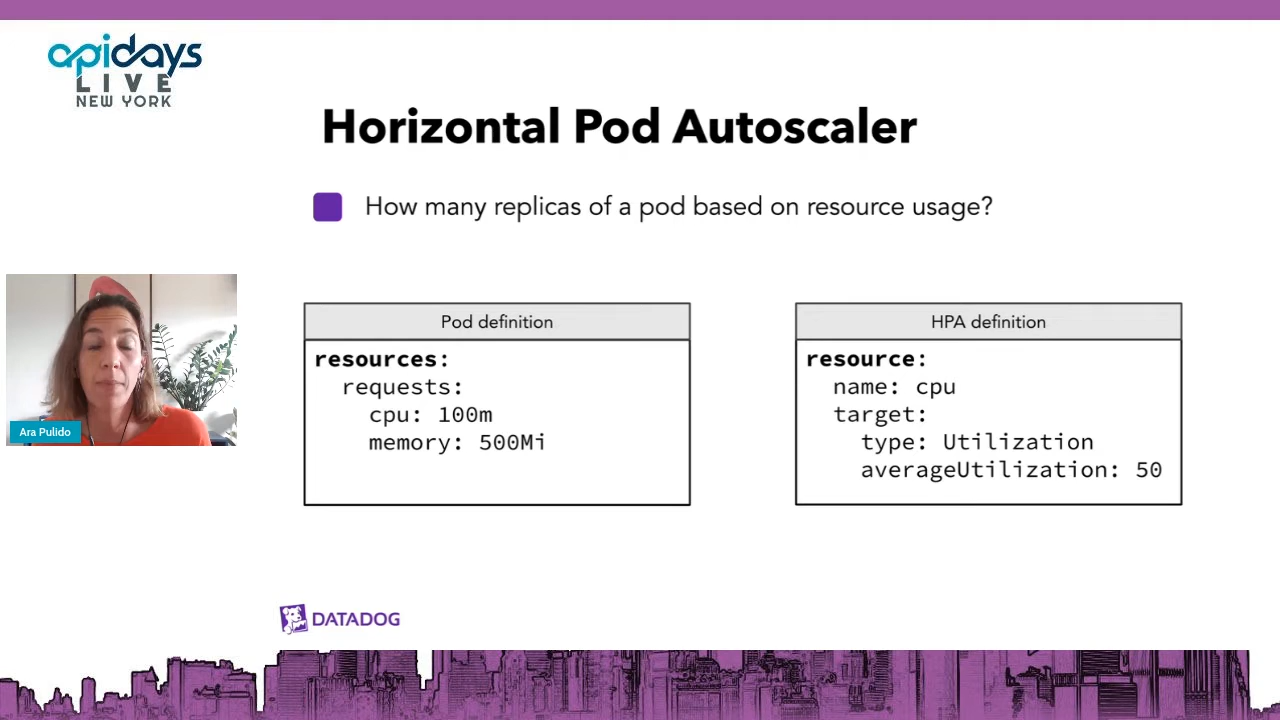 apidays
LIVE
NEW YORK
Horizontal Pod Autoscaler
How many replicas of a pod based on resource usage?
Pod definition
resources:
requests:
cpu: 100m
memory: 500Mi
HPA definition
resource:
name: cpu
target:
type: Utilization
averageUtilization: 50
Ara Pulido
DATADOG